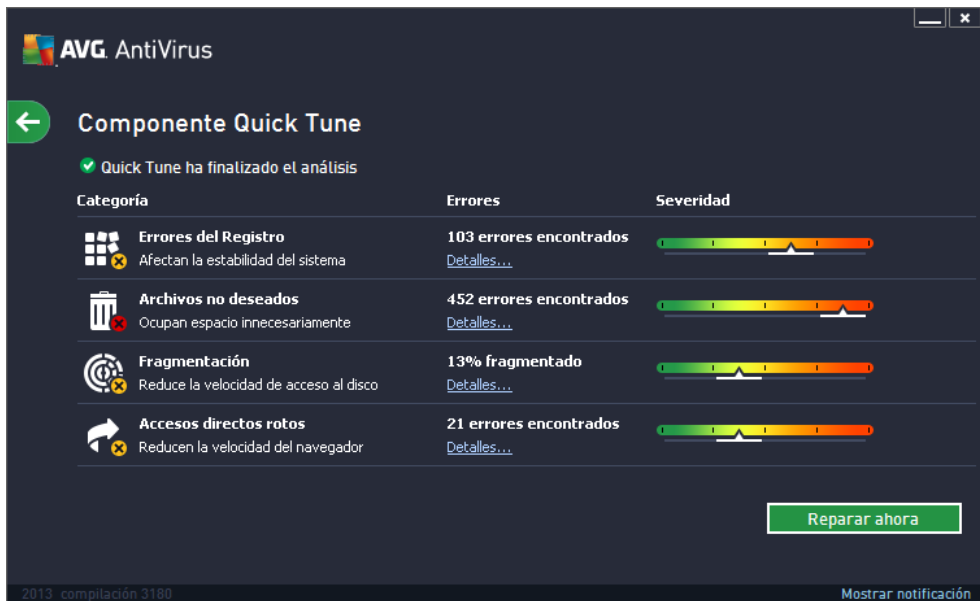 AVG. AntiVirus
Componente Quick Tune
Quick Tune ha finalizado el análisis
Categoría Errores Severidad
Errores del Registro 103 errores encontrados
Afectan la estabilidad del sistema Detalles...
Archivos no deseados 452 errores encontrados
Ocupan espacio innecesariamente Detalles...
Fragmentación 13% fragmentado
Reduce la velocidad de acceso al disco Detalles...
Accesos directos rotos 21 errores encontrados
Reducen la velocidad del navegador Detalles...
Reparar ahora
2013 compilación 3180 Mostrar notificación